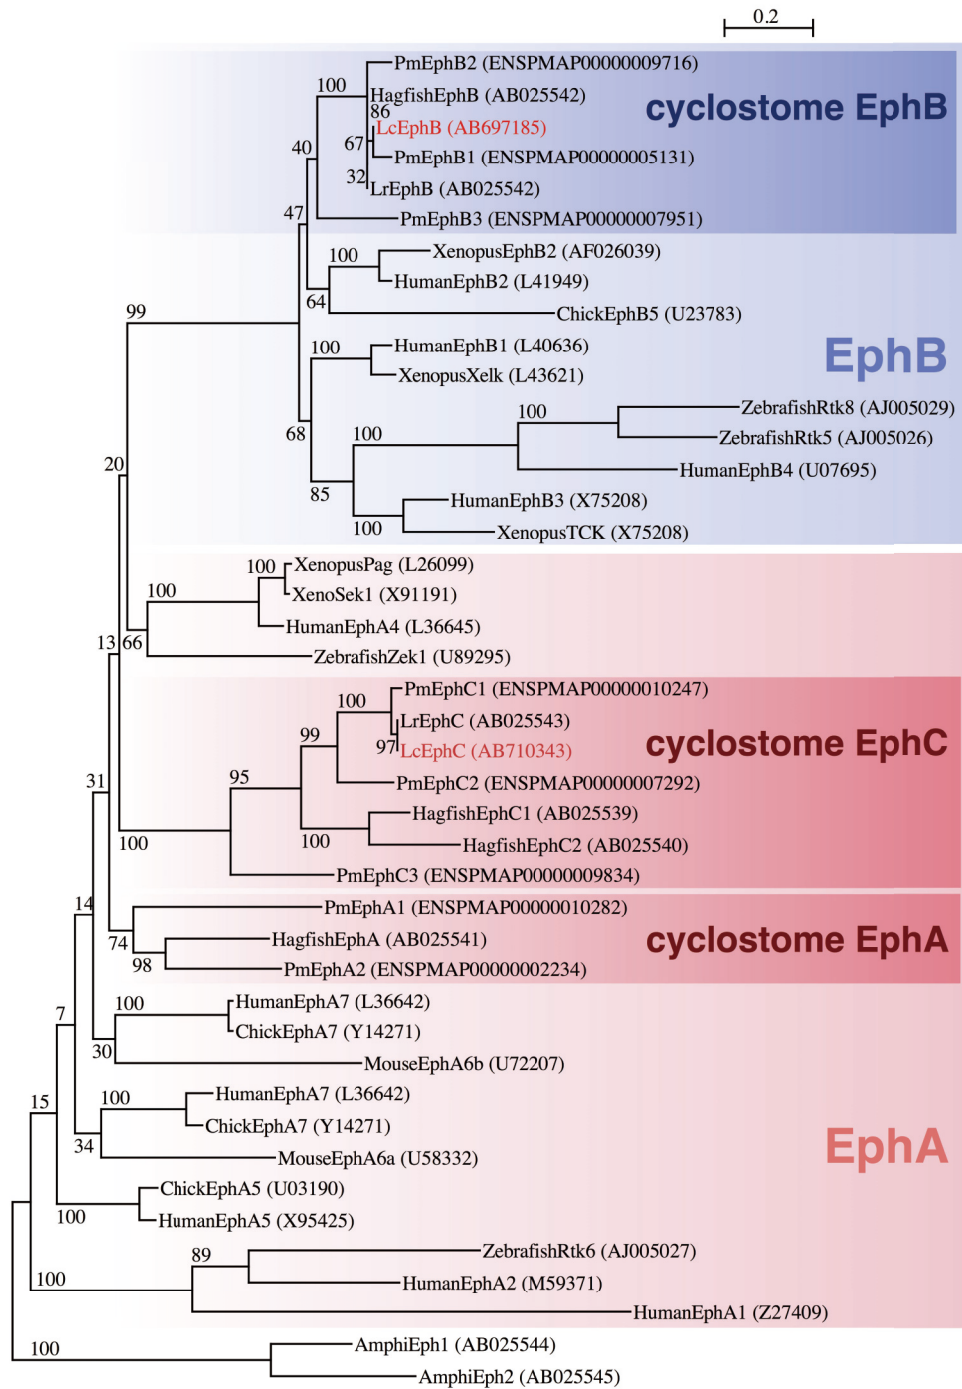 0.2
PmEphB2 (ENSPMAP00000009716)
100
HagfishEphB (AB025542)
cyclostome EphB
86
LcEphB (AB697185)
67
40
PmEphB1 (ENSPMAP00000005131)
32
LrEphB (AB025542)
47
PmEphB3 (ENSPMAP00000007951)
XenopusEphB2 (AF026039)
100
HumanEphB2 (L41949)
64
99
ChickEphB5 (U23783)
100
HumanEphB1 (L40636)
EphB
XenopusXelk (L43621)
100
ZebrafishRtk8 (AJ005029)
68
100
ZebrafishRtk5 (AJ005026)
20
HumanEphB4 (U07695)
85
HumanEphB3 (X75208)
100
XenopusTCK (X75208)
100
XenopusPag (L26099)
100
XenoSek1 (X91191)
HumanEphA4 (L36645)
13
66
ZebrafishZek1 (U89295)
PmEphC1 (ENSPMAP00000010247)
100
LrEphC (AB025543)
99
97
LcEphC (AB710343)
cyclostome EphC
31
95
PmEphC2 (ENSPMAP00000007292)
HagfishEphC1 (AB025539)
100
100
HagfishEphC2 (AB025540)
PmEphC3 (ENSPMAP00000009834)
14
PmEphA1 (ENSPMAP00000010282)
74
HagfishEphA (AB025541)
cyclostome EphA
98
PmEphA2 (ENSPMAP00000002234)
100
HumanEphA7 (L36642)
7
ChickEphA7 (Y14271)
30
MouseEphA6b (U72207)
15
100
HumanEphA7 (L36642)
ChickEphA7 (Y14271)
34
EphA
MouseEphA6a (U58332)
ChickEphA5 (U03190)
100
HumanEphA5 (X95425)
89
ZebrafishRtk6 (AJ005027)
100
HumanEphA2 (M59371)
HumanEphA1 (Z27409)
100
AmphiEph1 (AB025544)
AmphiEph2 (AB025545)